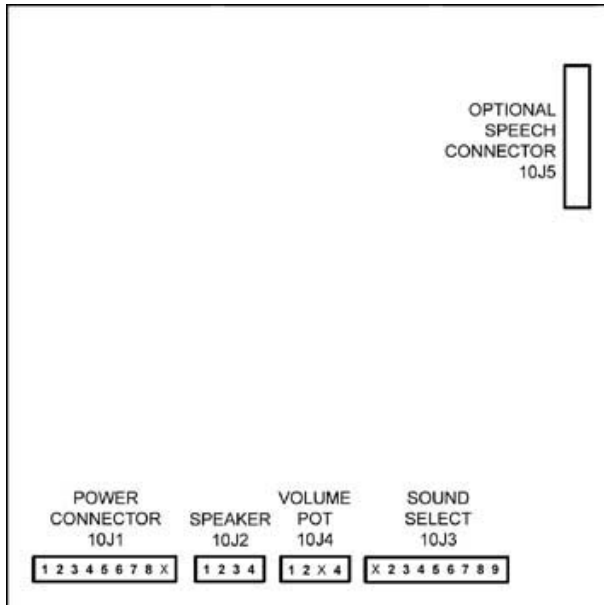 OPTIONAL
SPEECH
CONNECTOR
10J5
POWER
CONNECTOR
10J1
SPEAKER
10J2
VOLUME
POT
10J4
SOUND
SELECT
10J3
1 2 3 4 5 6 7 8 X
1 2 3 4
1 2 X 4
X 2 3 4 5 6 7 8 9